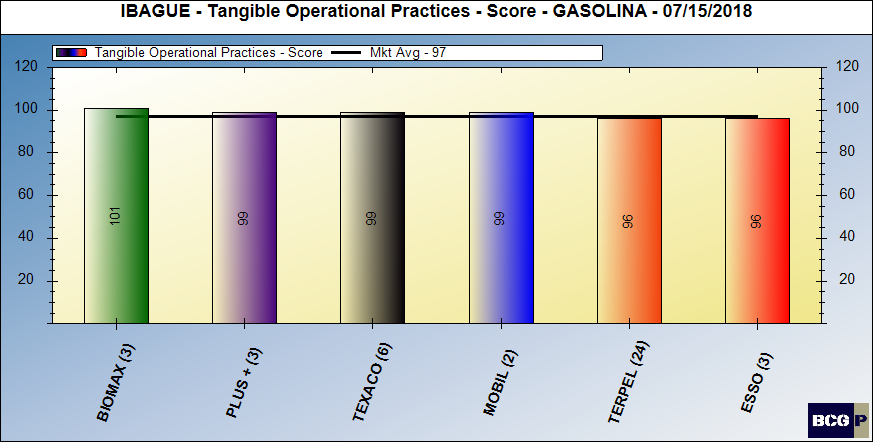 IBAGUE - Tangible Operational Practices - Score - GASOLINA - 07/15/2018
Tangible Operational Practices - Score Mkt Avg - 97
120 120
100 100
80 80
60 60
40 40
20 20
101 99 99 99 96 96
BIOMAX (3) PLUS + (3) TEXACO (6) MOBIL (2) TERPEL (24) ESSO (3)
BCG P